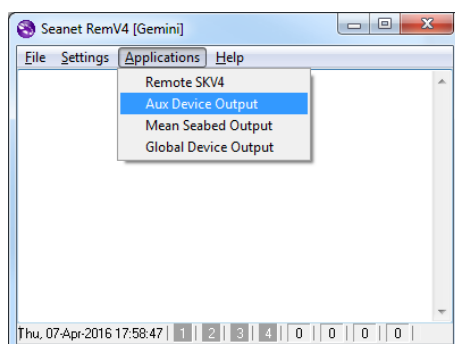 Seanet RemV4 [Gemini]
File Settings Applications Help
Remote SKV4
Aux Device Output
Mean Seabed Output
Global Device Output
Thu, 07-Apr-2016 17:58:47 1 2 3 4 0 0 0 0